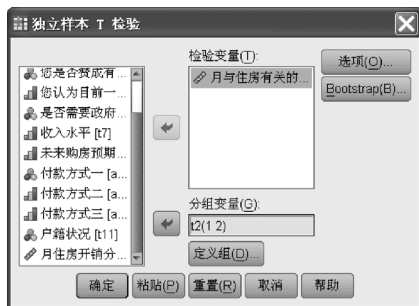 独立样本 T 检验
您是否赞成有...
您认为目前一...
是否需要政府...
收入水平 [t7]
未来购房预期...
付款方式一 [a...
付款方式二 [a...
付款方式三 [a...
户籍状况 [t11]
月住房开销分...
检验变量(T):
月与住房有关的...
分组变量(G):
t2(1 2)
定义组(D)...
选项(O)...
Bootstrap(B)...
确定
粘贴(P)
重置(R)
取消
帮助